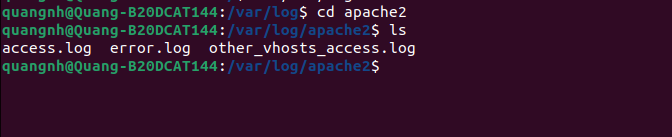 quangnh@Quang-B20DCAT144:/var/log$ cd apache2
quangnh@Quang-B20DCAT144:/var/log/apache2$ ls
access.log  error.log  other_vhosts_access.log
quangnh@Quang-B20DCAT144:/var/log/apache2$